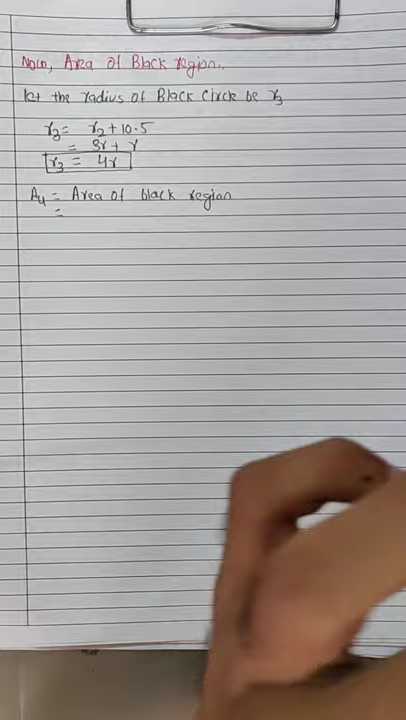 Now, Area of Black region..
let the radius of Black Circle be r₃
r₃ = r₂ + 10.5
= 3r + r
r₃ = 4r
A₄ = Area of black region
=